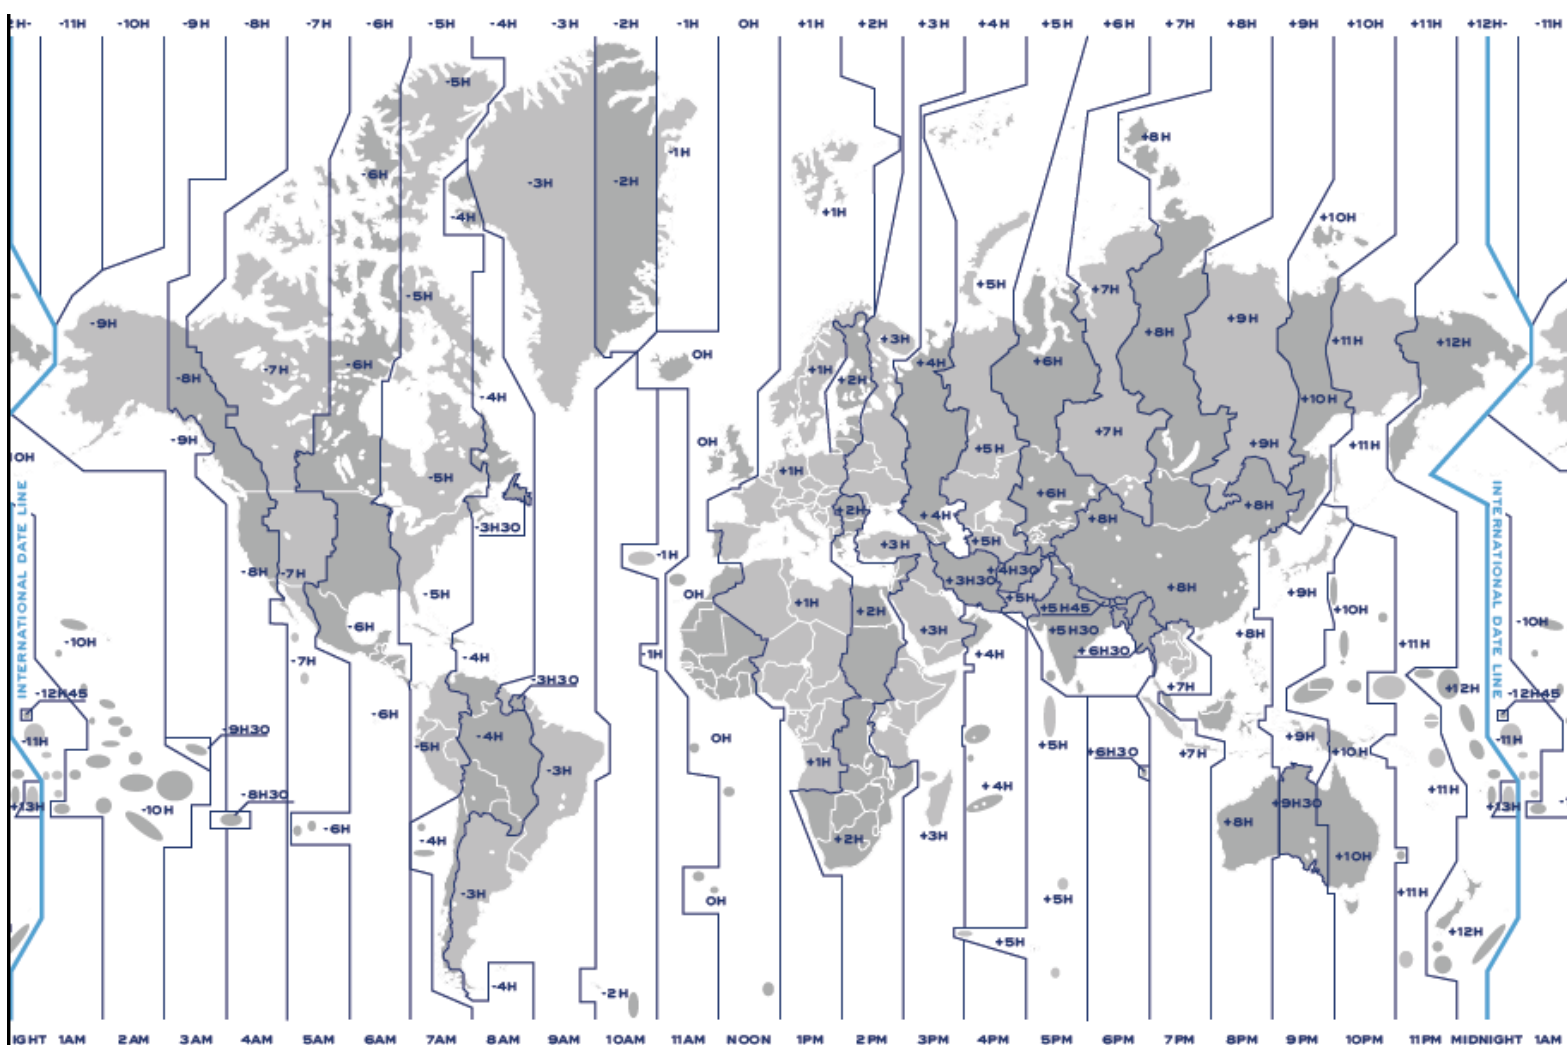 2H- -11H -10H -9H -8H -7H -6H -5H -4H -3H -2H -1H 0H +1H +2H +3H +4H +5H +6H +7H +8H +9H +10H +11H +12H- -11H
-5H
+8H
-1H
-6H
-3H
-2H
-4H
+1H
+10H
+5H
+7H
-5H
-9H
+8H
+9H
+3H
+11H
+12H
0H
-6H
+4H
+6H
-7H
+1H
-8H
+2H
-4H
+10H
+7H
-9H
0H
+9H
+11H
+5H
0H
+1H
-5H
+6H
INTERNATIONAL DATE LINE
INTERNATIONAL DATE LINE
+8H
+2H
+4H
+8H
-3H30
+3H
+5H
-1H
-8H
-7H
+3H30
+4H30
+8H
-5H
0H
+9H
+5H
+1H
+2H
+5H45
+10H
-10H
-6H
+3H
+5H30
+8H
+11H
-10H
-4H
-1H
+4H
+6H30
-7H
-3H30
+7H
+12H
-12H45
-12H45
-6H
-9H30
-4H
0H
+9H
-11H
-11H
-5H
+5H
+6H30
+7H
+10H
-3H
+1H
+4H
+11H
-8H30
+9H30
+13H
-10H
+13H
-6H
-4H
+2H
+3H
+8H
+10H
-3H
0H
+5H
+11H
+12H
+5H
-4H
-2H
IGHT 1AM 2AM 3AM 4AM 5AM 6AM 7AM 8AM 9AM 10AM 11AM NOON 1PM 2PM 3PM 4PM 5PM 6PM 7PM 8PM 9PM 10PM 11PM MIDNIGHT 1AM